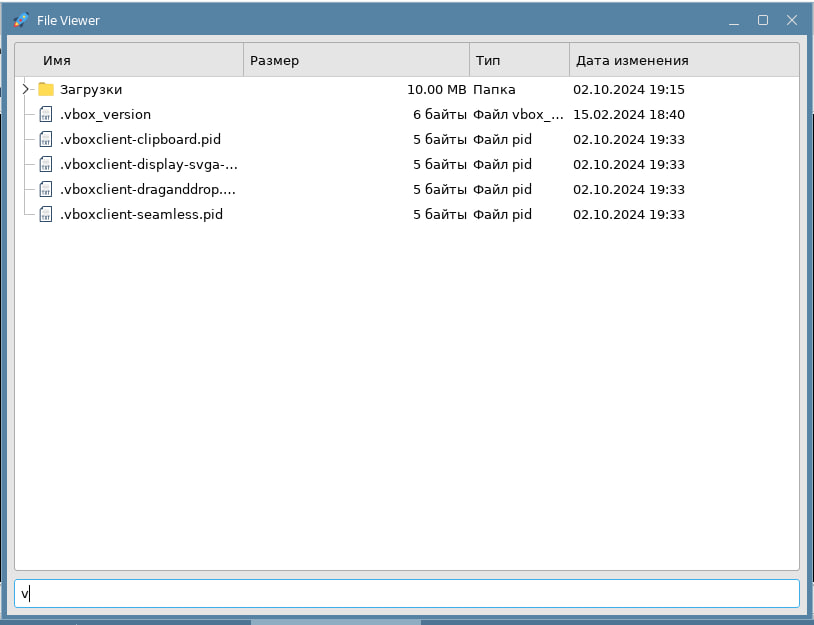 File Viewer
Имя Размер Тип Дата изменения
Загрузки 10.00 MB Папка 02.10.2024 19:15
.vbox_version 6 байты Файл vbox_... 15.02.2024 18:40
.vboxclient-clipboard.pid 5 байты Файл pid 02.10.2024 19:33
.vboxclient-display-svga-... 5 байты Файл pid 02.10.2024 19:33
.vboxclient-draganddrop.... 5 байты Файл pid 02.10.2024 19:33
.vboxclient-seamless.pid 5 байты Файл pid 02.10.2024 19:33
v